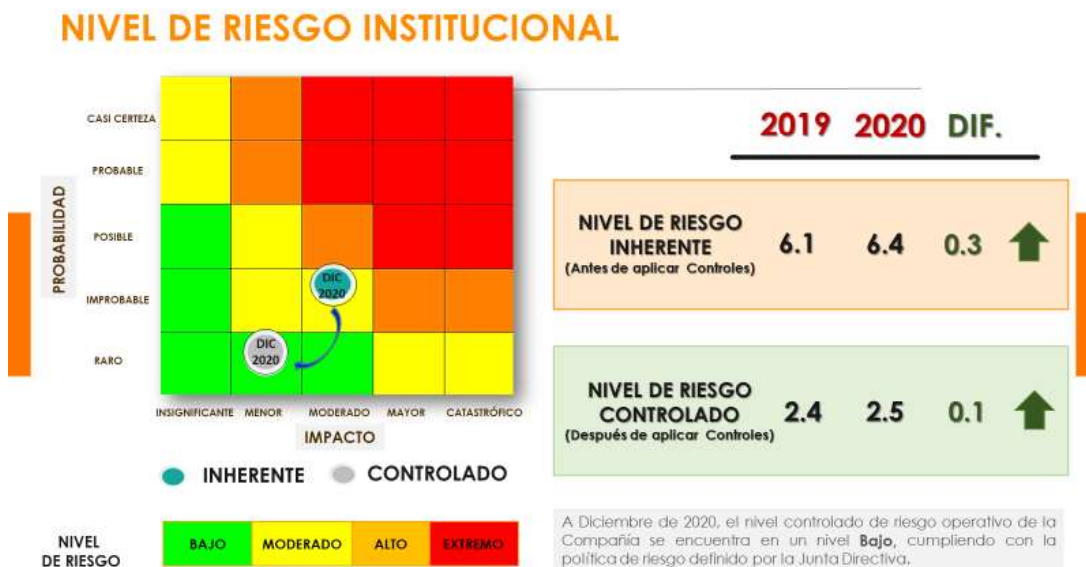 NIVEL DE RIESGO INSTITUCIONAL
CASI CERTEZA
PROBABLE
POSIBLE
IMPROBABLE
RARO
PROBABILIDAD
DIC
2020
DIC
2020
INSIGNIFICANTE MENOR MODERADO MAYOR CATASTRÓFICO
IMPACTO
INHERENTE CONTROLADO
NIVEL
DE RIESGO
BAJO MODERADO ALTO EXTREMO
2019 2020 DIF.
NIVEL DE RIESGO
INHERENTE
(Antes de aplicar Controles)
6.1 6.4 0.3
NIVEL DE RIESGO
CONTROLADO
(Después de aplicar Controles)
2.4 2.5 0.1
A Diciembre de 2020, el nivel controlado de riesgo operativo de la
Compañía se encuentra en un nivel Bajo, cumpliendo con la
política de riesgo definido por la Junta Directiva.